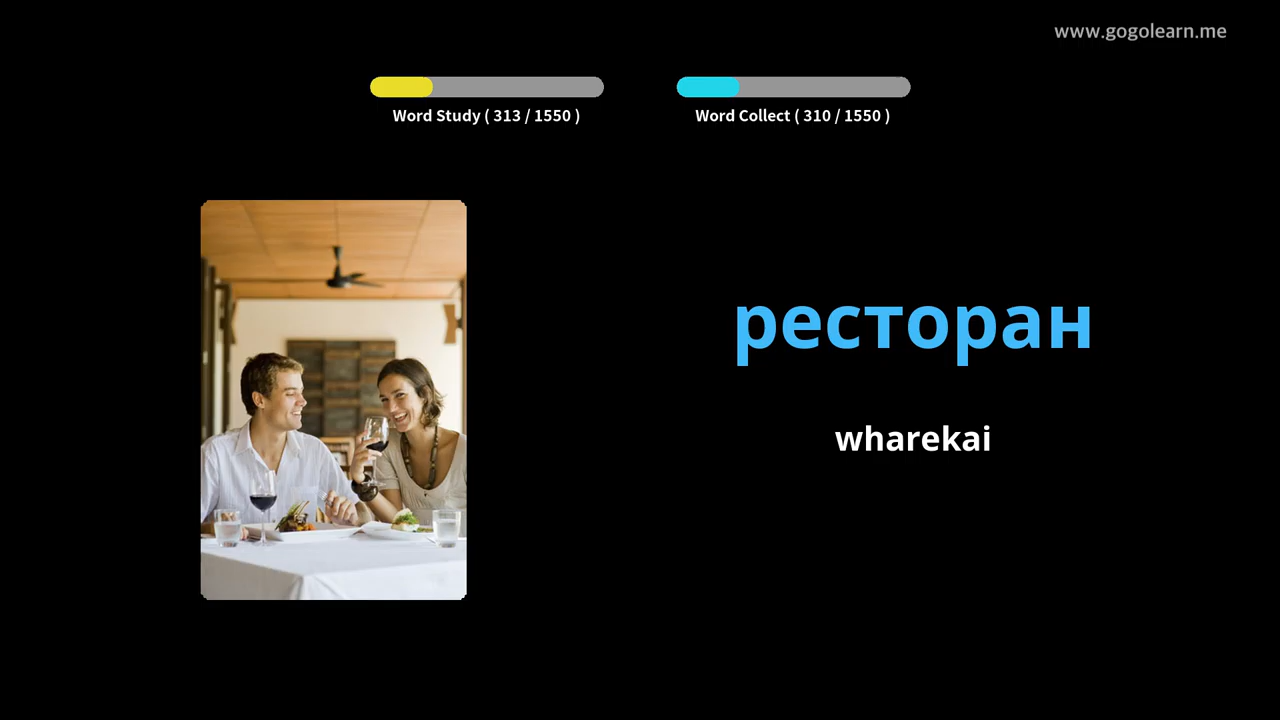 www.gogolearn.me
Word Study ( 313 / 1550 )
Word Collect ( 310 / 1550 )
ресторан
wharekai